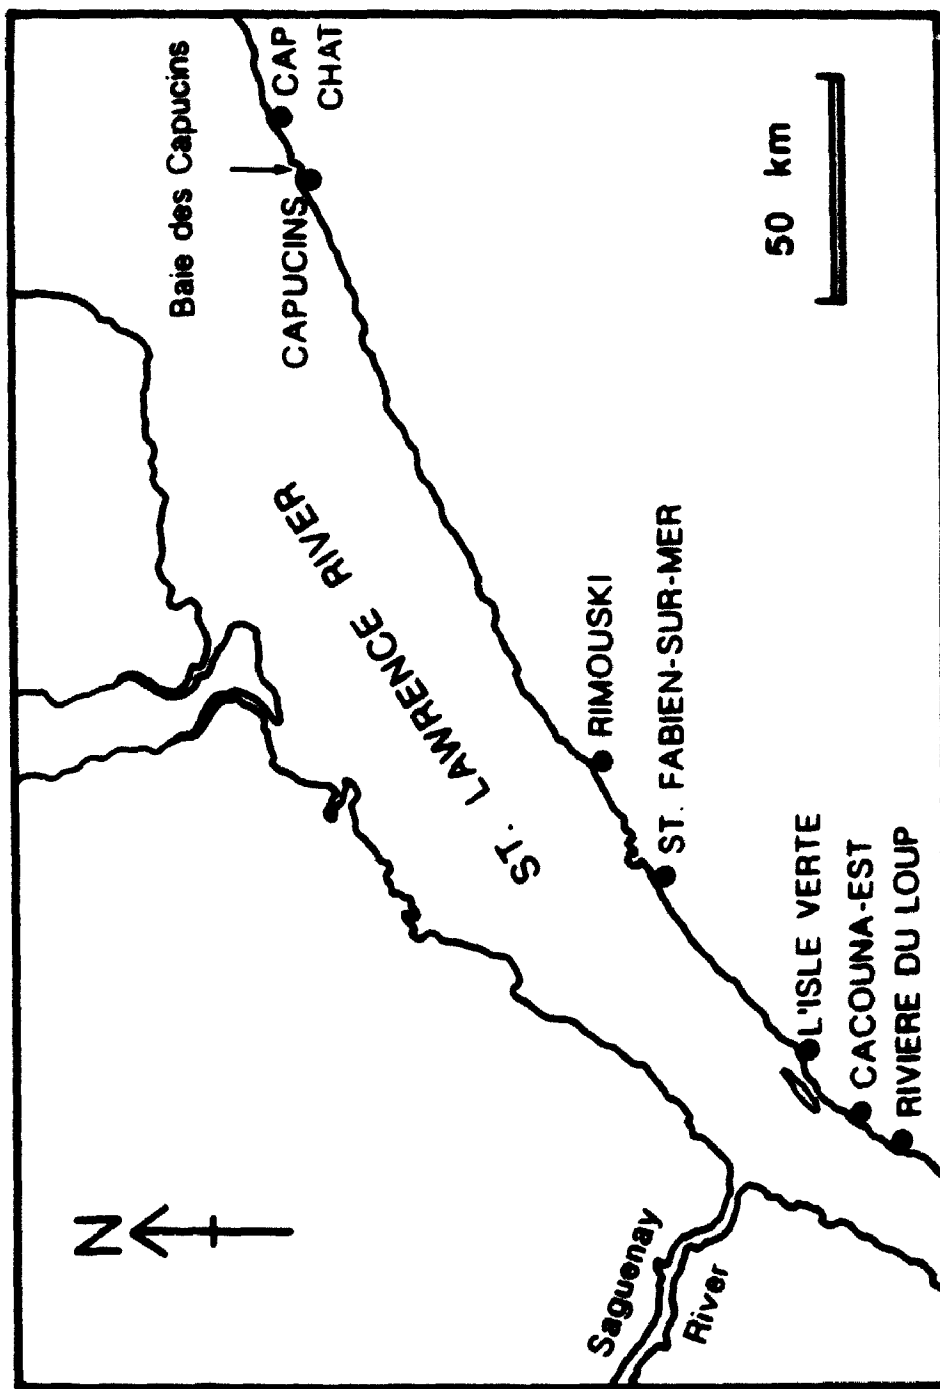 N
Baie des Capucins
CAP
CHAT
CAPUCINS
ST. LAWRENCE RIVER
50 km
RIMOUSKI
ST. FABIEN-SUR-MER
L'ISLE VERTE
CACOUNA-EST
RIVIERE DU LOUP
Saguenay
River